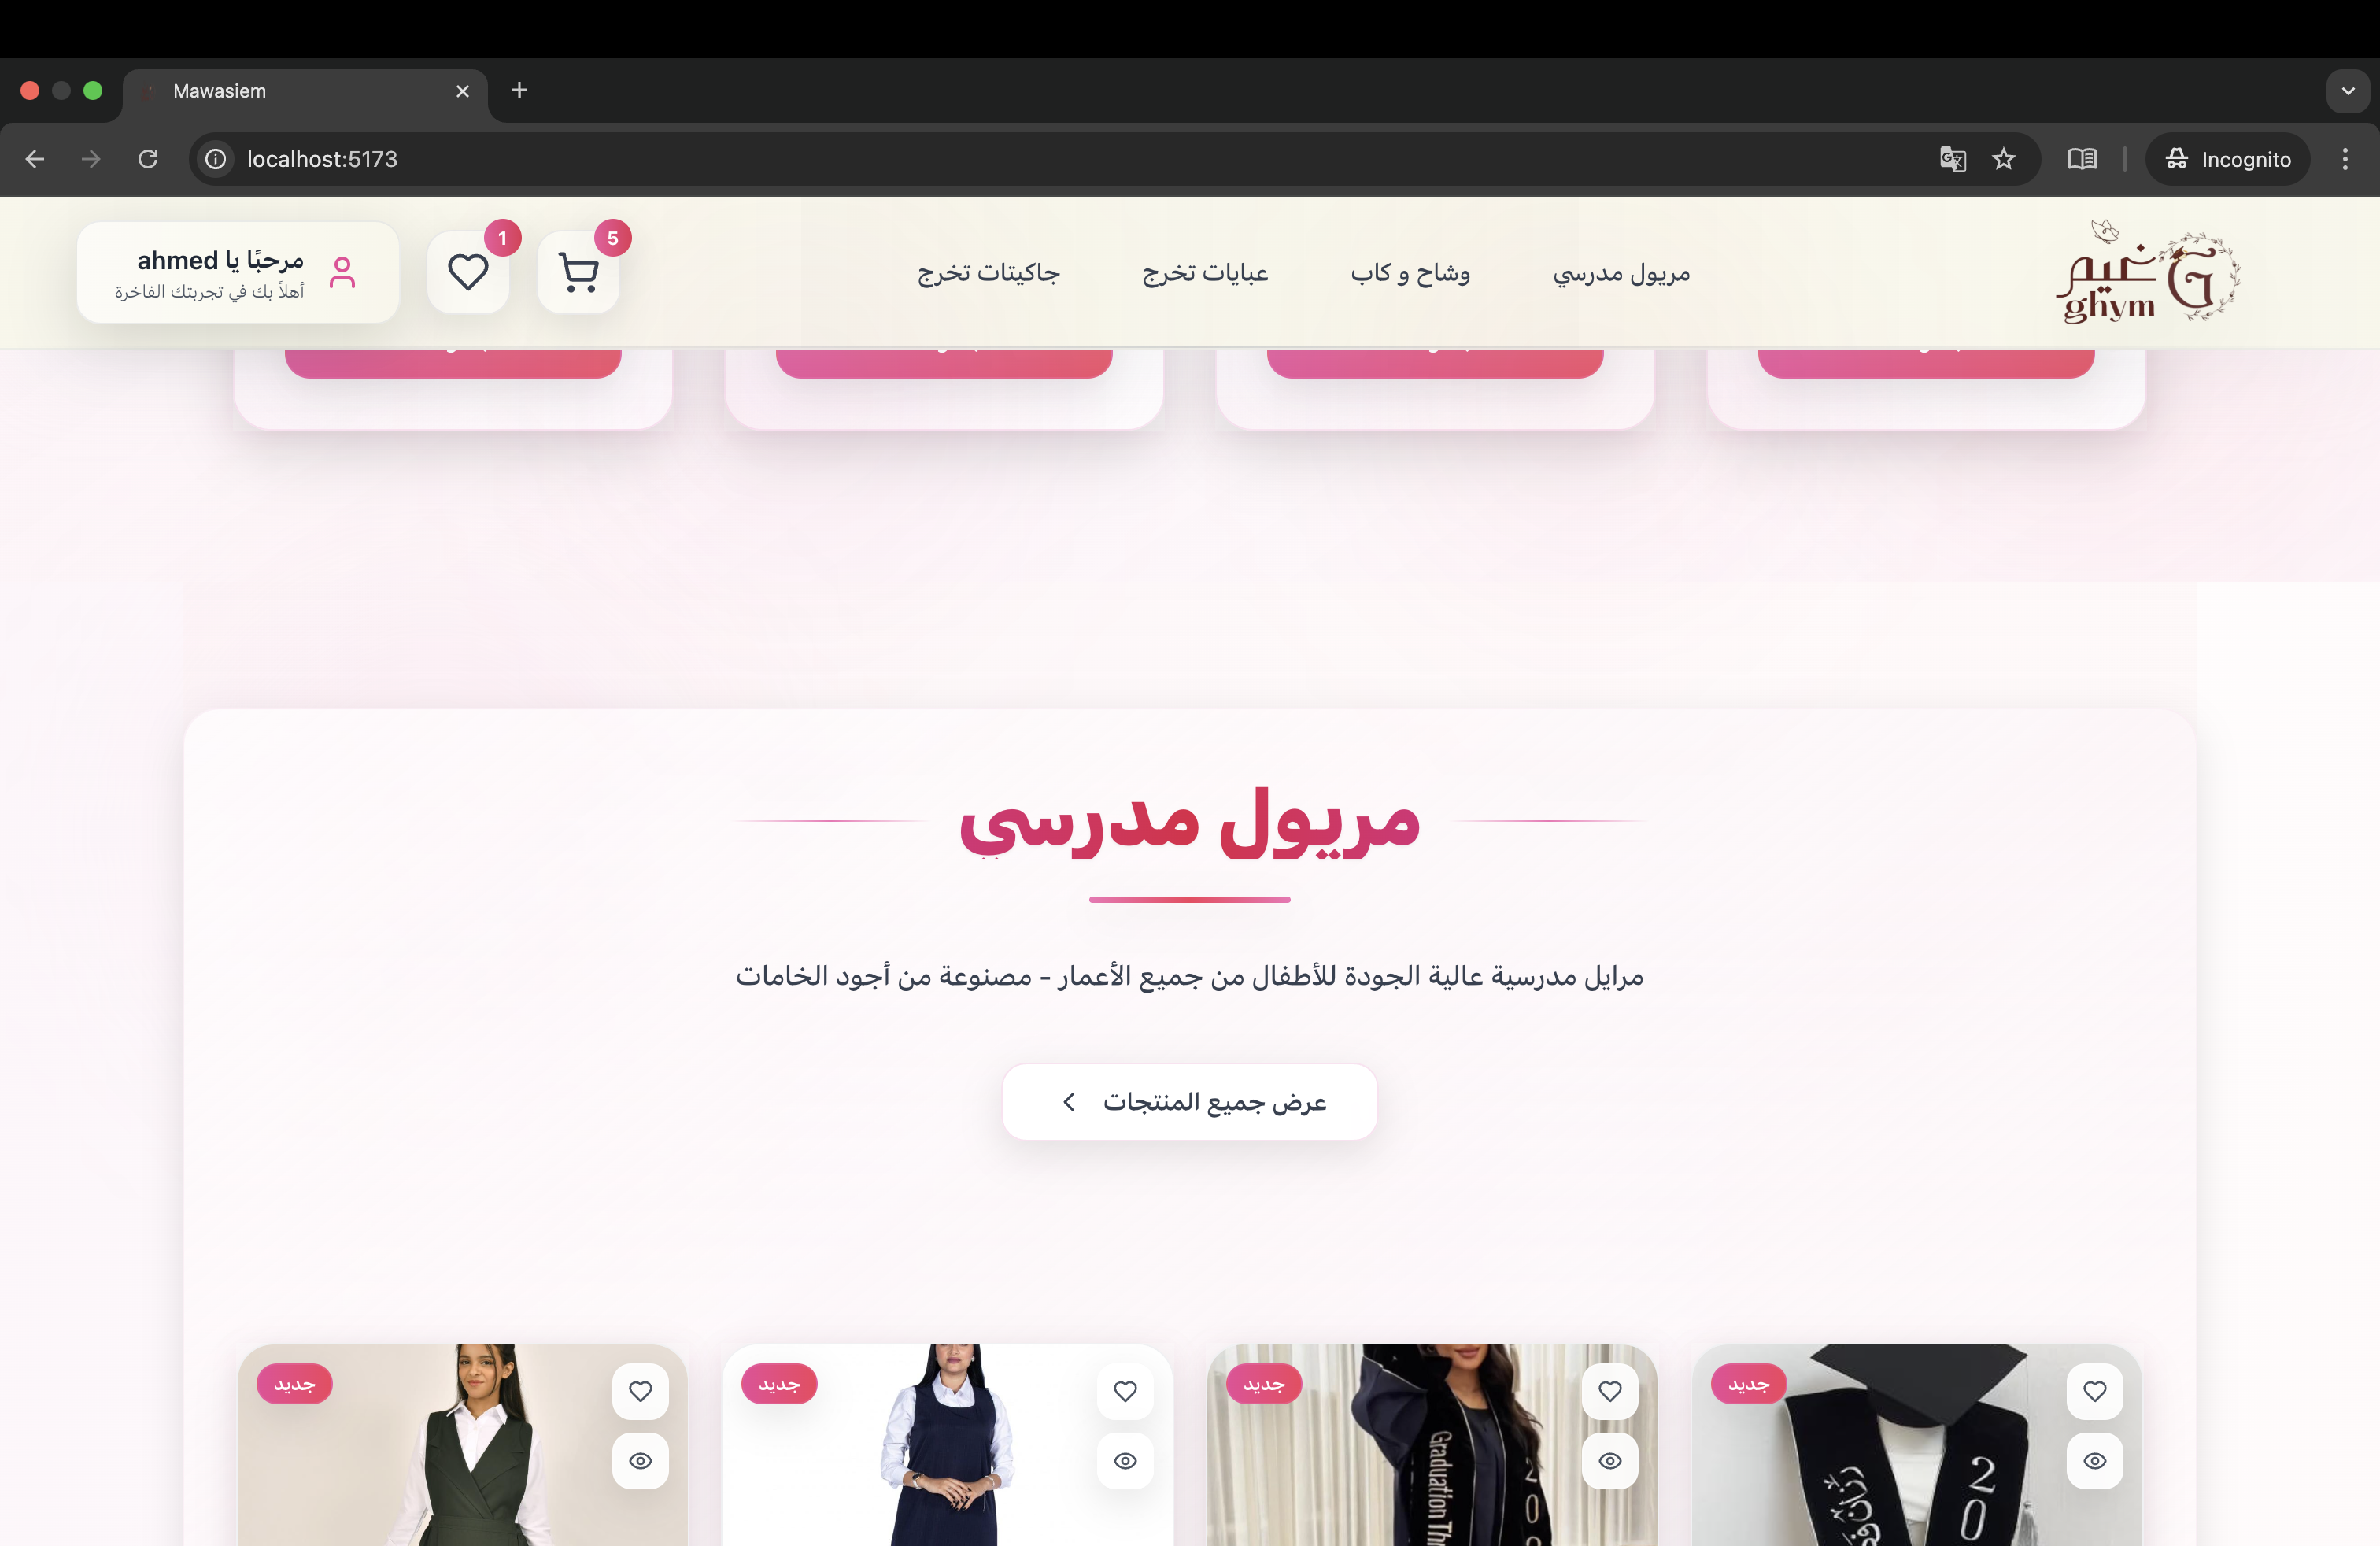 Mawasiem
localhost:5173
Incognito
غيم
ghym
مريول مدرسي
وشاح و كاب
عبايات تخرج
جاكيتات تخرج
5
1
مرحبًا يا ahmed
أهلاً بك في تجربتك الفاخرة
مريول مدرسي
مرايل مدرسية عالية الجودة للأطفال من جميع الأعمار - مصنوعة من أجود الخامات
عرض جميع المنتجات
جديد
جديد
جديد
جديد
Graduation
20
20